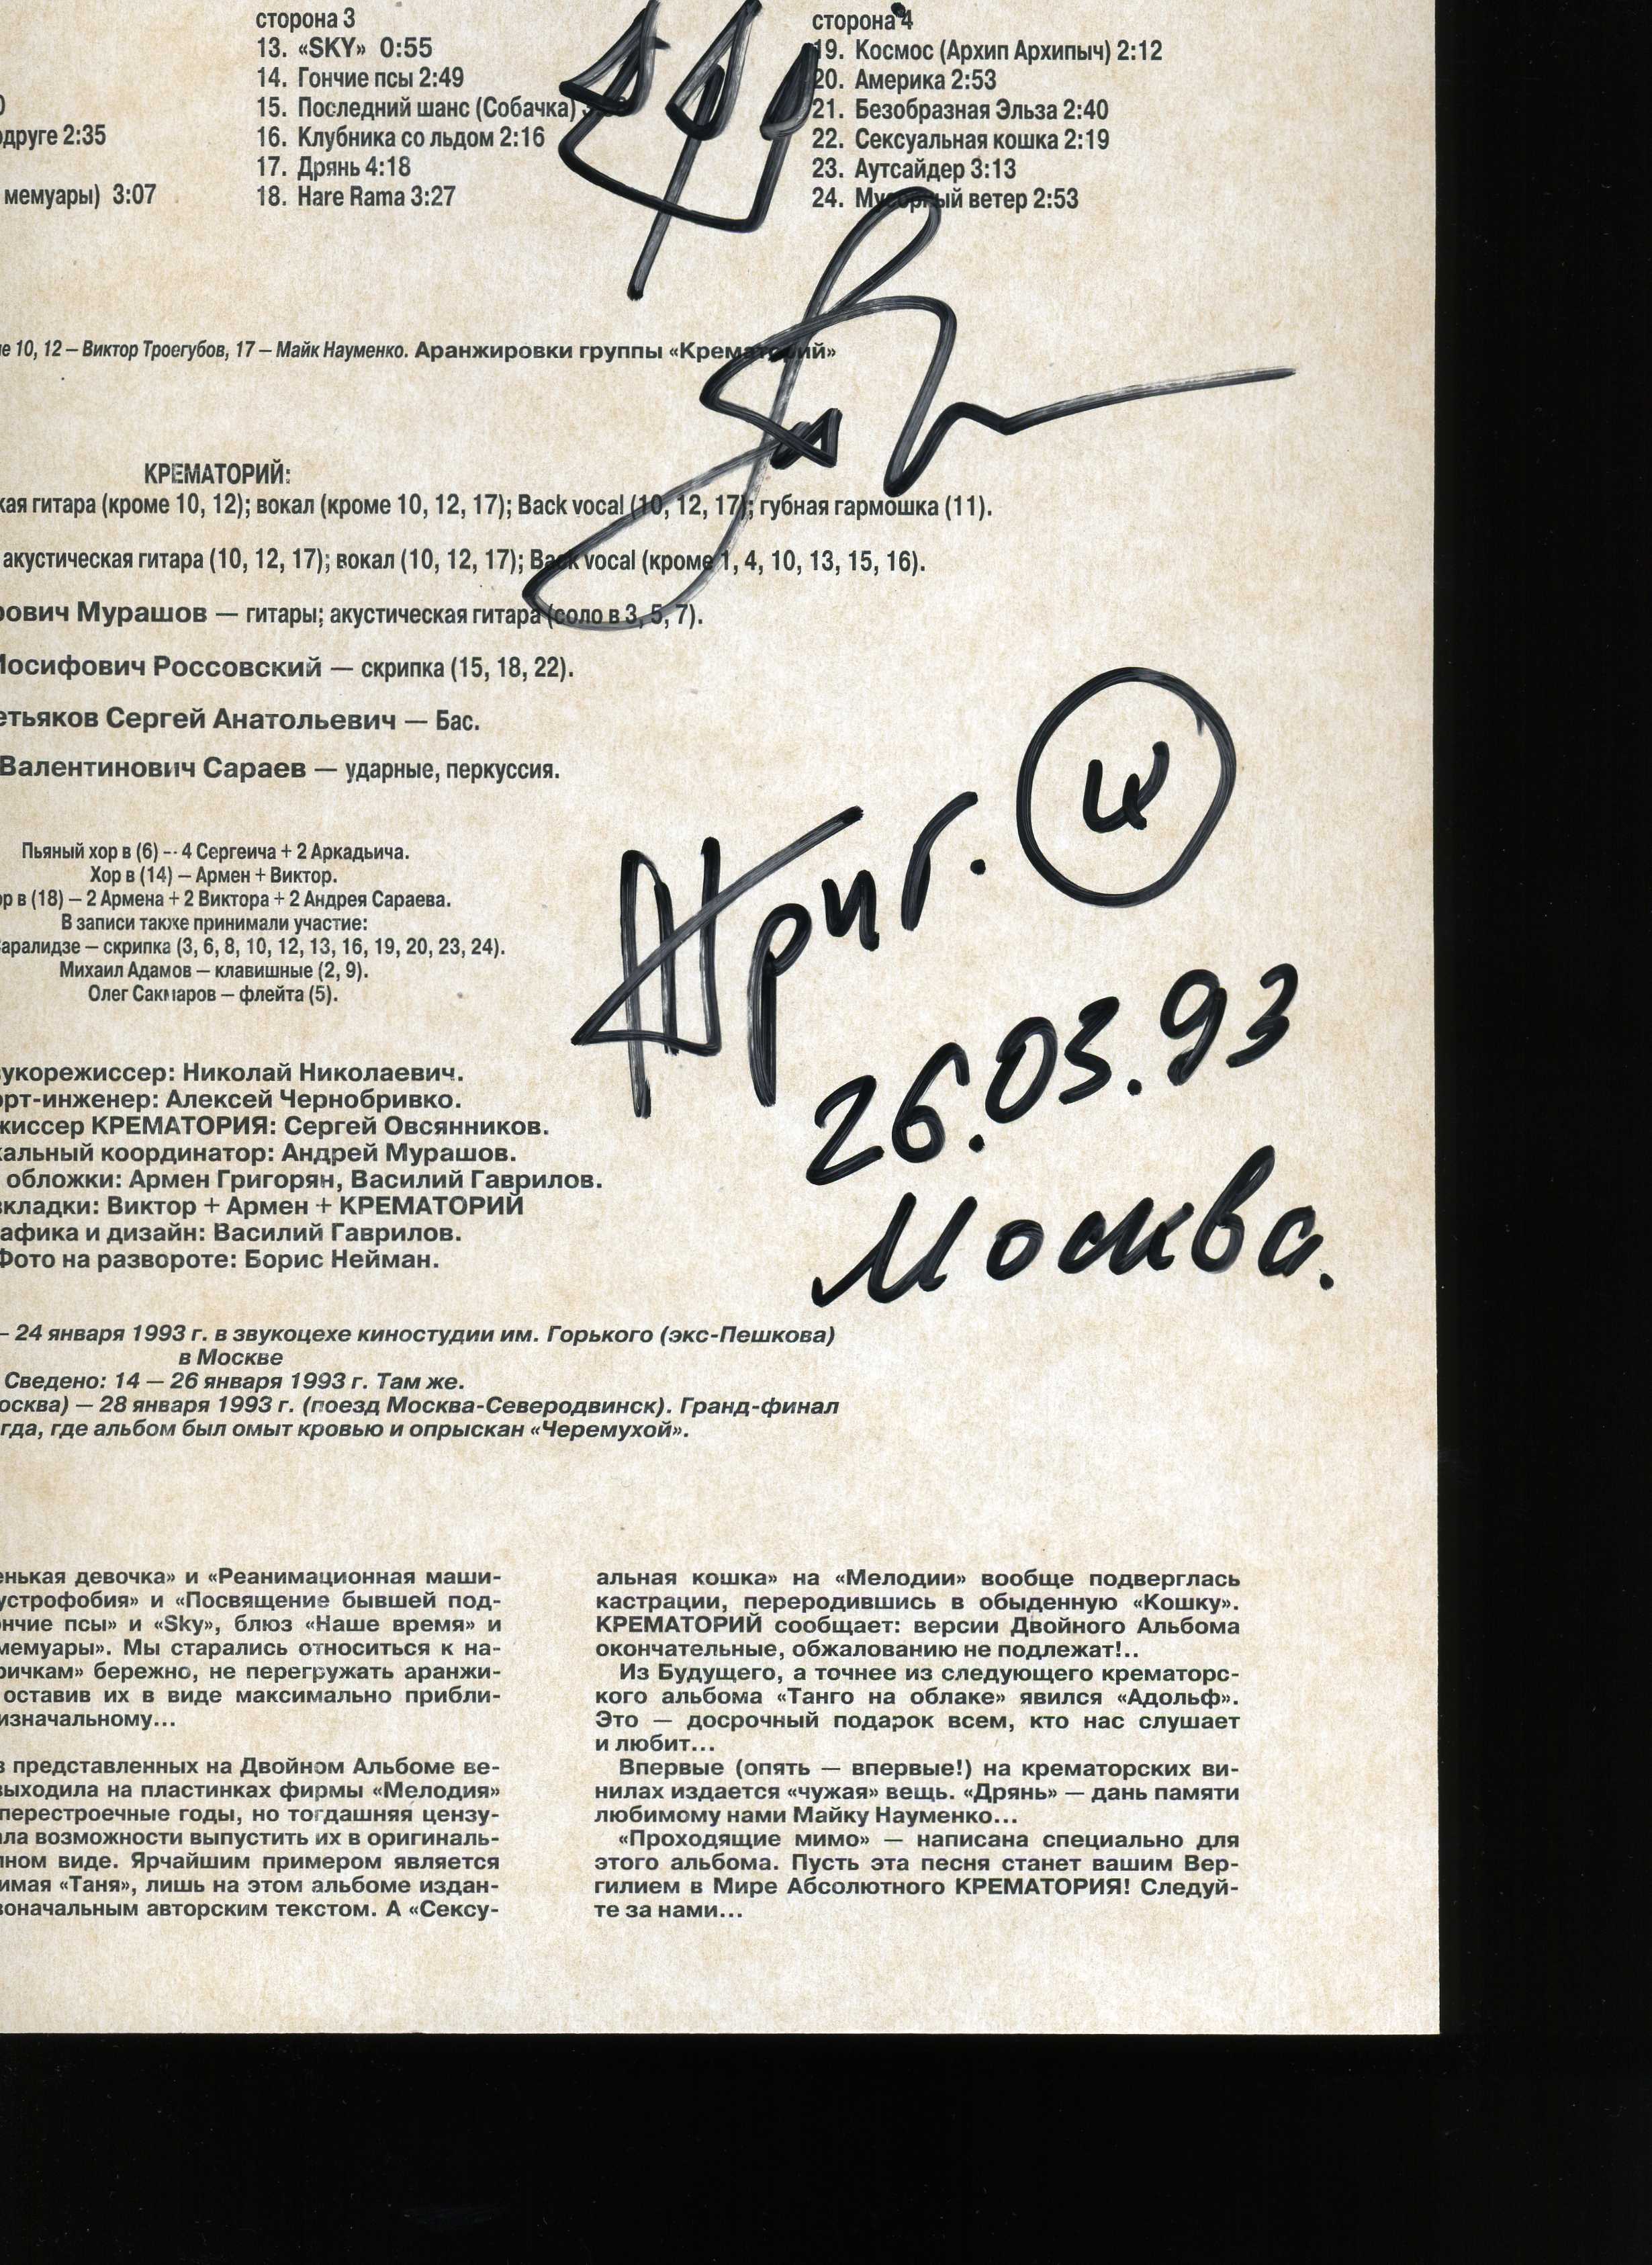 сторона 3
13. «SKY» 0:55
14. Гончие псы 2:49
15. Последний шанс (Собачка)
16. Клубника со льдом 2:16
17. Дрянь 4:18
18. Hare Rama 3:27
сторона 4
19. Космос (Архип Архипыч) 2:12
20. Америка 2:53
21. Безобразная Эльза 2:40
22. Сексуальная кошка 2:19
23. Аутсайдер 3:13
24. Мусорный ветер 2:53
друге 2:35
мемуары) 3:07
е 10, 12 – Виктор Троегубов, 17 – Майк Науменко. Аранжировки группы «Крематорий»
КРЕМАТОРИЙ:
кая гитара (кроме 10, 12); вокал (кроме 10, 12, 17); Back vocal (10, 12, 17); губная гармошка (11).
акустическая гитара (10, 12, 17); вокал (10, 12, 17); Back vocal (кроме 1, 4, 10, 13, 15, 16).
рович Мурашов — гитары; акустическая гитара (соло в 3, 5, 7).
Иосифович Россовский — скрипка (15, 18, 22).
етьяков Сергей Анатольевич — Бас.
Валентинович Сараев — ударные, перкуссия.
Пьяный хор в (6) -- 4 Сергеича + 2 Аркадьича.
Хор в (14) – Армен + Виктор.
ор в (18) – 2 Армена + 2 Виктора + 2 Андрея Сараева.
В записи также принимали участие:
аралидзе – скрипка (3, 6, 8, 10, 12, 13, 16, 19, 20, 23, 24).
Михаил Адамов – клавишные (2, 9).
Олег Сакмаров – флейта (5).
26.03.93
Москва.
вукорежиссер: Николай Николаевич.
орт-инженер: Алексей Чернобривко.
жиссер КРЕМАТОРИЯ: Сергей Овсянников.
кальный координатор: Андрей Мурашов.
обложки: Армен Григорян, Василий Гаврилов.
вкладки: Виктор + Армен + КРЕМАТОРИЙ
рафика и дизайн: Василий Гаврилов.
Фото на развороте: Борис Нейман.
– 24 января 1993 г. в звукоцехе киностудии им. Горького (экс-Пешкова)
в Москве
Сведено: 14 — 26 января 1993 г. Там же.
осква) — 28 января 1993 г. (поезд Москва-Северодвинск). Гранд-финал
гда, где альбом был омыт кровью и опрыскан «Черемухой».
енькая девочка» и «Реанимационная маши-
устрофобия» и «Посвящение бывшей под-
нчие псы» и «Sky», блюз «Наше время» и
мемуары». Мы старались относиться к на-
ричкам» бережно, не перегружать аранжи-
оставив их в виде максимально прибли-
изначальному...
в представленных на Двойном Альбоме ве-
выходила на пластинках фирмы «Мелодия»
перестроечные годы, но тогдашняя цензу-
ала возможности выпустить их в оригиналь-
лном виде. Ярчайшим примером является
имая «Таня», лишь на этом альбоме издан-
воначальным авторским текстом. А «Сексу-
альная кошка» на «Мелодии» вообще подверглась
кастрации, переродившись в обыденную «Кошку».
КРЕМАТОРИЙ сообщает: версии Двойного Альбома
окончательные, обжалованию не подлежат!..
Из Будущего, а точнее из следующего крематорс-
кого альбома «Танго на облаке» явился «Адольф».
Это — досрочный подарок всем, кто нас слушает
и любит...
Впервые (опять — впервые!) на крематорских ви-
нилах издается «чужая» вещь. «Дрянь» — дань памяти
любимому нами Майку Науменко...
«Проходящие мимо» — написана специально для
этого альбома. Пусть эта песня станет вашим Вер-
гилием в Мире Абсолютного КРЕМАТОРИЯ! Следуй-
те за нами...